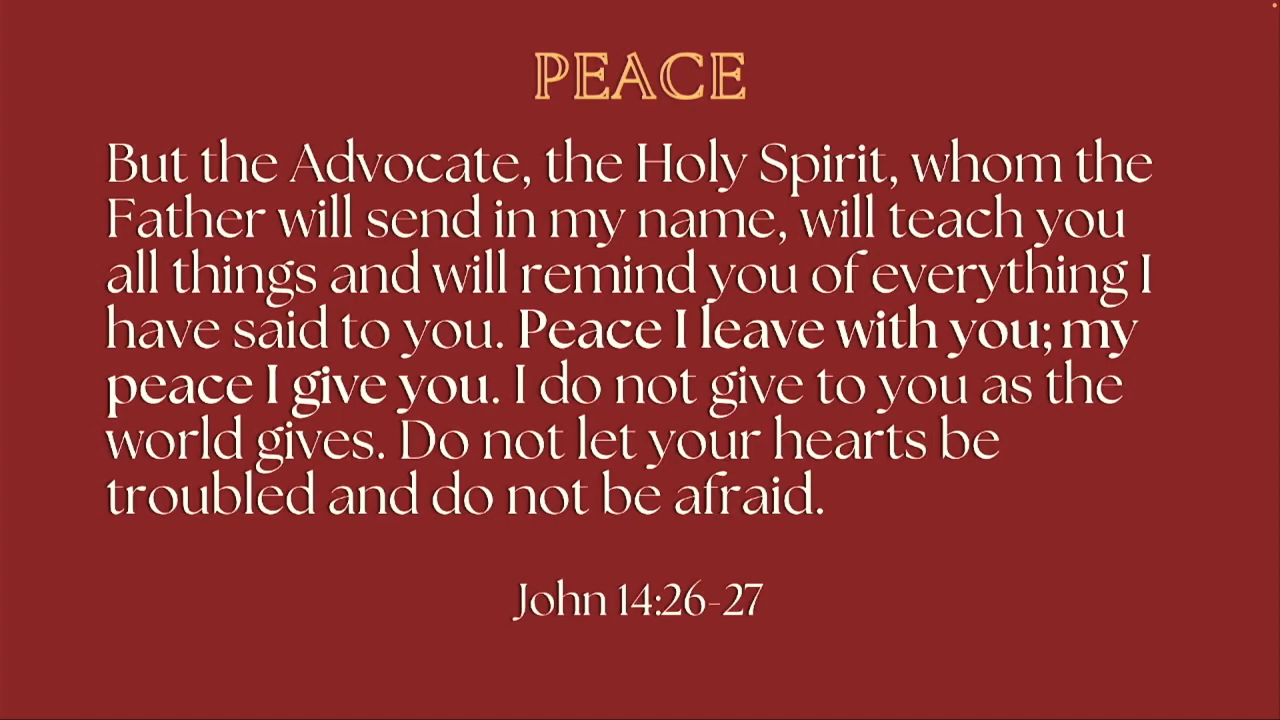 PEACE
But the Advocate, the Holy Spirit, whom the
Father will send in my name, will teach you
all things and will remind you of everything I
have said to you. Peace I leave with you; my
peace I give you. I do not give to you as the
world gives. Do not let your hearts be
troubled and do not be afraid.
John 14:26-27